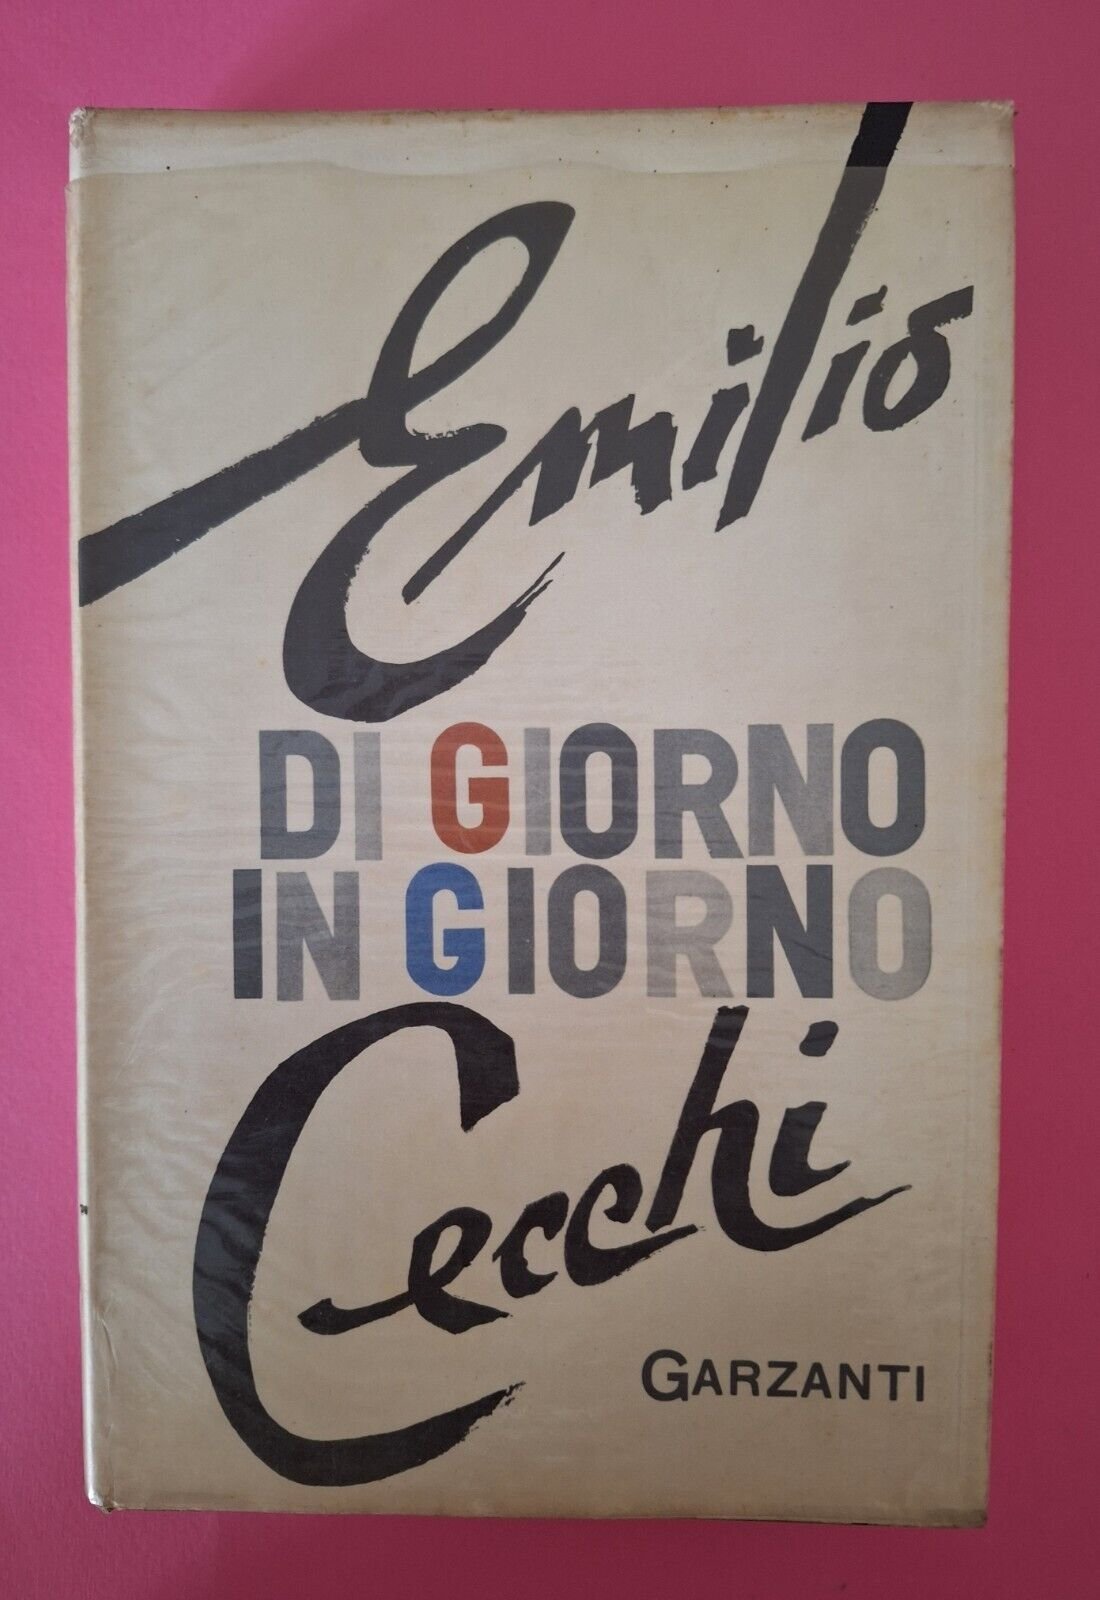 Emilio
DI GIORNO
IN GIORNO
Cecchi
GARZANTI